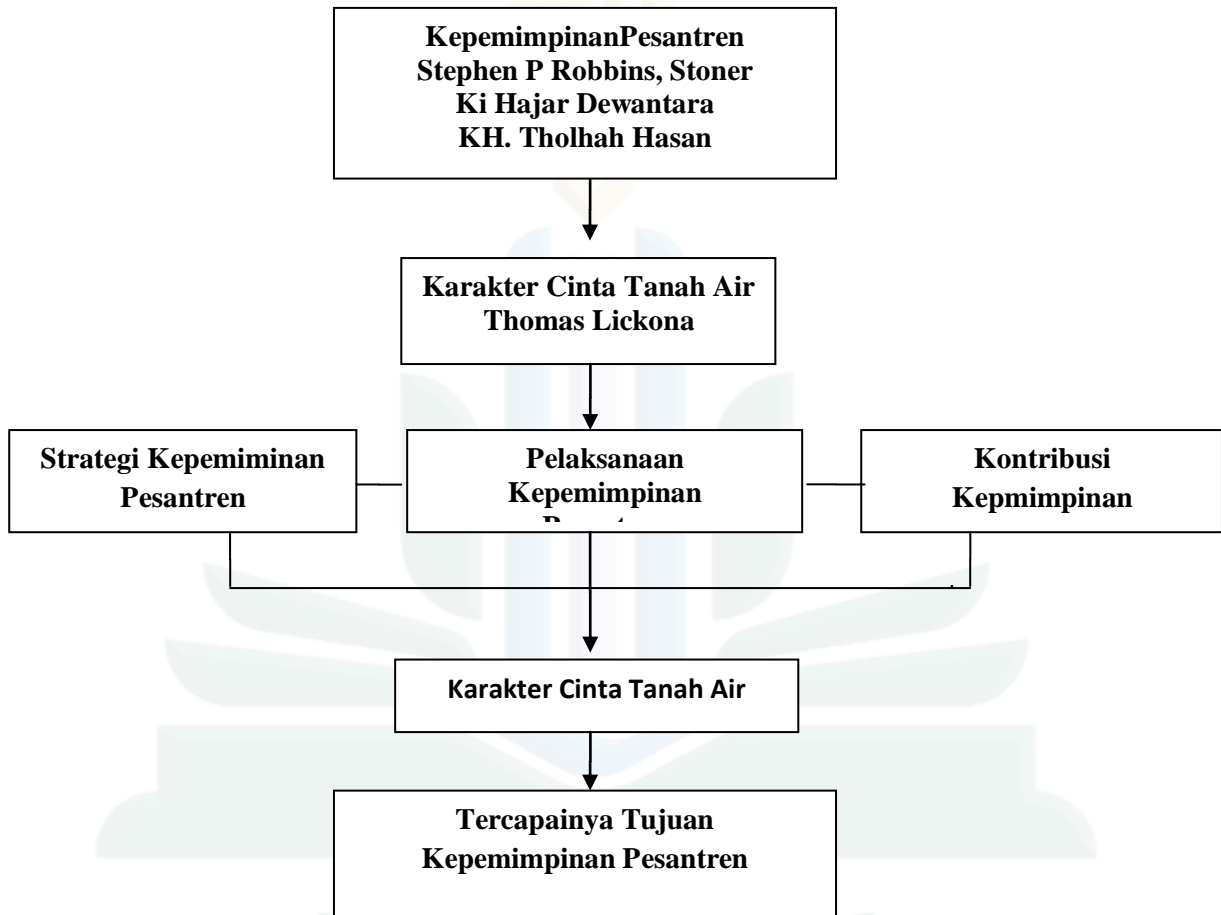 KepemimpinanPesantren
Stephen P Robbins, Stoner
Ki Hajar Dewantara
KH. Tholhah Hasan
Karakter Cinta Tanah Air
Thomas Lickona
Strategi Kepemiminan
Pesantren
Pelaksanaan
Kepemimpinan
Kontribusi
Kepmimpinan
Karakter Cinta Tanah Air
Tercapainya Tujuan
Kepemimpinan Pesantren